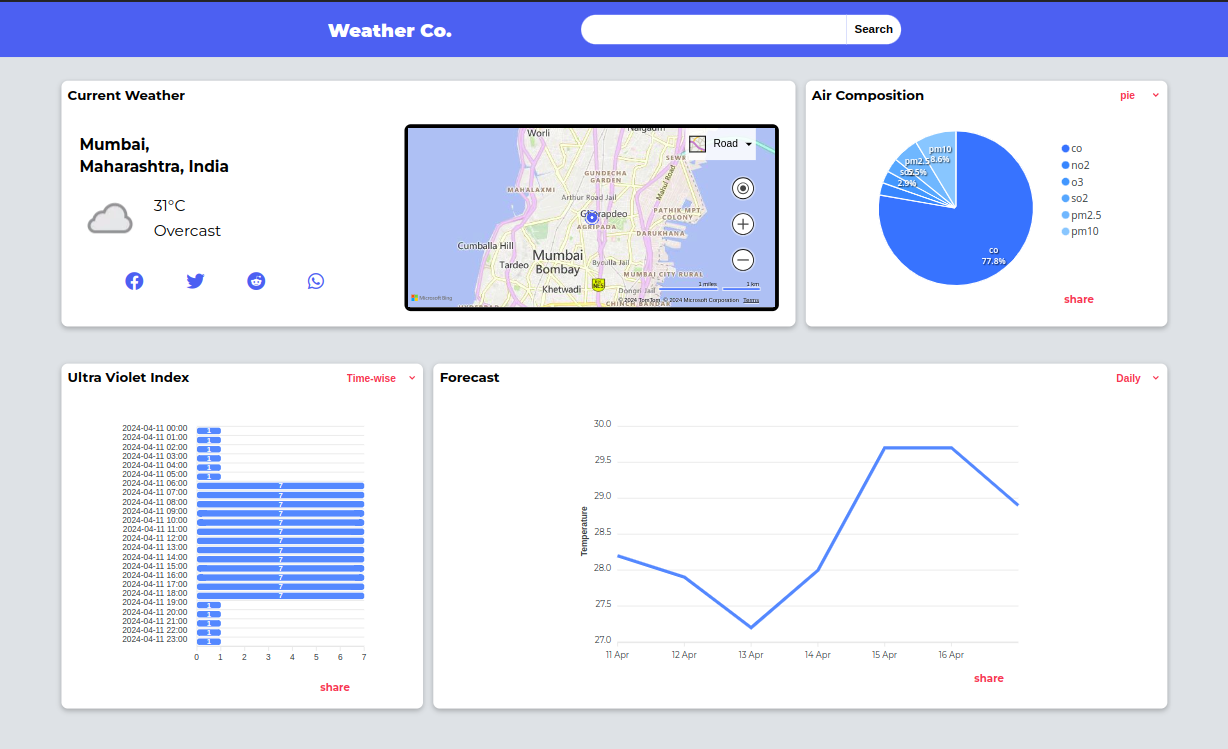 Weather Co.
Search
Current Weather
Mumbai,
Maharashtra, India
31°C
Overcast
Worli
Road
SEWR
GUNDECHA
GARDEN
MAHALAXMI
Arthur Road Jail
Rafi Ahmed Kidwai Road
PATHIK MPT
COLONY
AGRIPADA
DARUKHANA
Cumballa Hill
Mumbai
Bombay
Tardeo
Byculla Jail
MUMBAI CITY RURAL
Khetwadi
Dongri Jail
1 miles
1 km
Microsoft Bing
© 2024 TomTom, © 2024 Microsoft Corporation
Terms
CHINCH BANDAR
Air Composition
pie
pm10
8.6%
pm2.5
5.5%
so2
2.9%
co
77.8%
co
no2
o3
so2
pm2.5
pm10
share
Ultra Violet Index
Time-wise
2024-04-11 00:00
1
2024-04-11 01:00
1
2024-04-11 02:00
1
2024-04-11 03:00
1
2024-04-11 04:00
1
2024-04-11 05:00
1
2024-04-11 06:00
7
2024-04-11 07:00
7
2024-04-11 08:00
7
2024-04-11 09:00
7
2024-04-11 10:00
7
2024-04-11 11:00
7
2024-04-11 12:00
7
2024-04-11 13:00
7
2024-04-11 14:00
7
2024-04-11 15:00
7
2024-04-11 16:00
7
2024-04-11 17:00
7
2024-04-11 18:00
7
2024-04-11 19:00
1
2024-04-11 20:00
1
2024-04-11 21:00
1
2024-04-11 22:00
1
2024-04-11 23:00
1
0 1 2 3 4 5 6 7
share
Forecast
Daily
Temperature
30.0
29.5
29.0
28.5
28.0
27.5
27.0
11 Apr 12 Apr 13 Apr 14 Apr 15 Apr 16 Apr
share